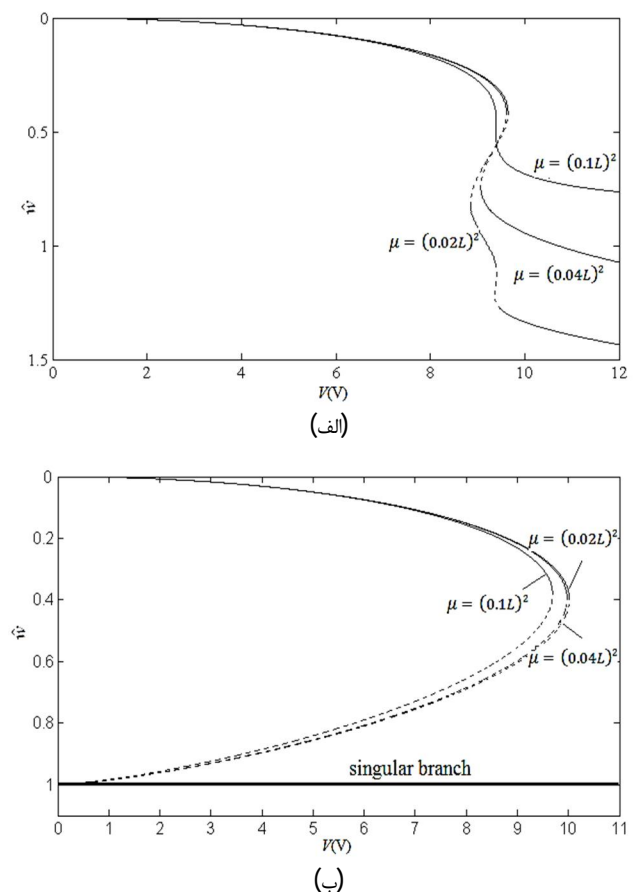 0
0.5
1
1.5
ŵ
μ = (0.1L)²
μ = (0.02L)²
μ = (0.04L)²
0 2 4 6 8 10 12
V(V)
(الف)
0
0.2
0.4
0.6
0.8
1
ŵ
μ = (0.02L)²
μ = (0.1L)²
μ = (0.04L)²
singular branch
0 1 2 3 4 5 6 7 8 9 10 11
V(V)
(ب)